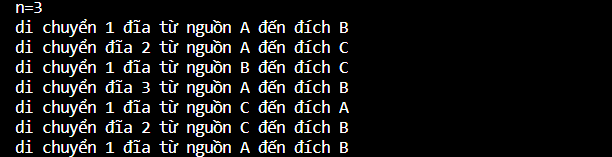 n=3
di chuyển 1 đĩa từ nguồn A đến đích B
di chuyển đĩa 2 từ nguồn A đến đích C
di chuyển 1 đĩa từ nguồn B đến đích C
di chuyển đĩa 3 từ nguồn A đến đích B
di chuyển 1 đĩa từ nguồn C đến đích A
di chuyển đĩa 2 từ nguồn C đến đích B
di chuyển 1 đĩa từ nguồn A đến đích B